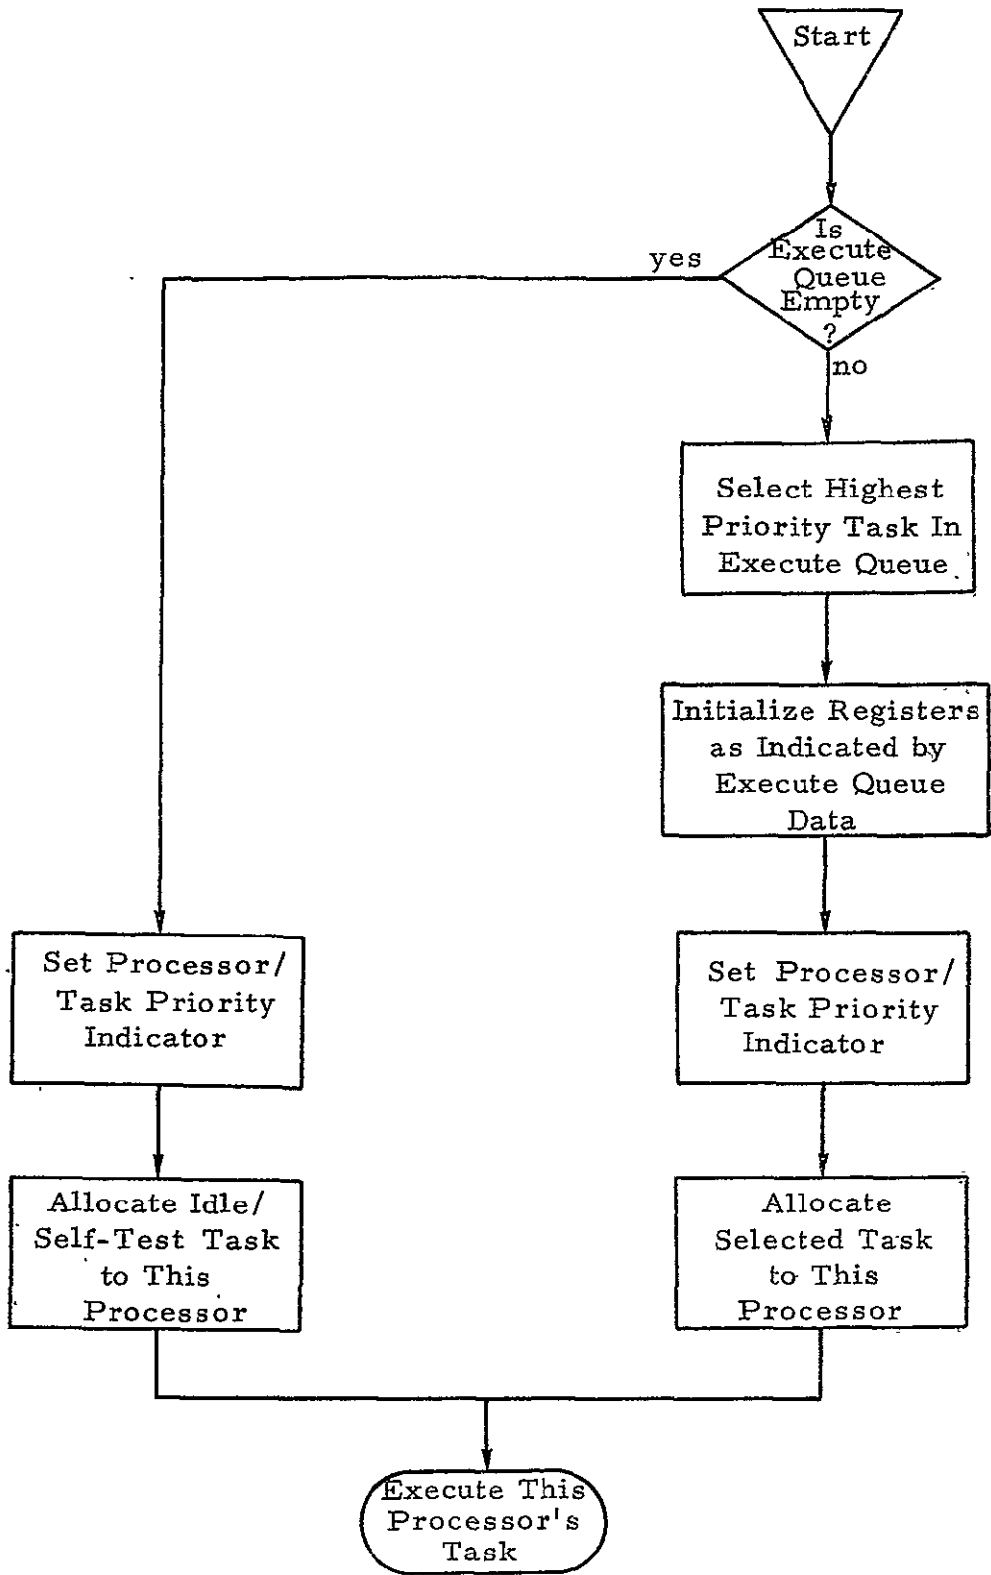 Start
Is
Execute
Queue
Empty
?
yes
no
Select Highest
Priority Task In
Execute Queue
Initialize Registers
as Indicated by
Execute Queue
Data
Set Processor/
Task Priority
Indicator
Set Processor/
Task Priority
Indicator
Allocate Idle/
Self-Test Task
to This
Processor
Allocate
Selected Task
to This
Processor
Execute This
Processor's
Task